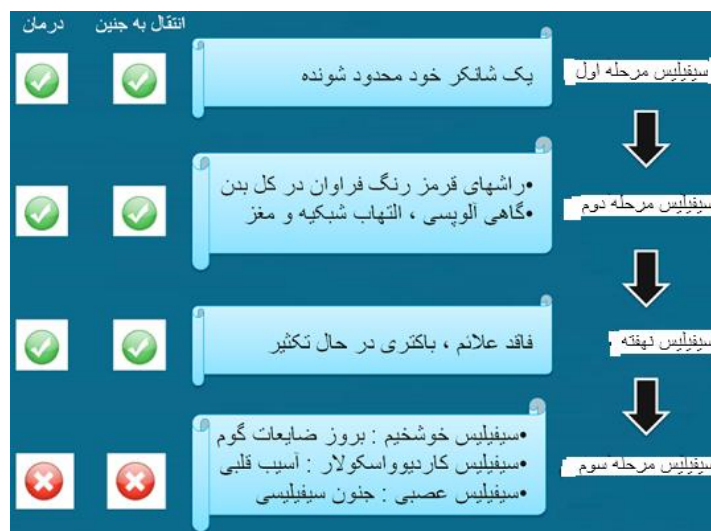 انتقال به جنین
درمان
سیفیلیس مرحله اول
یک شانکر خود محدود شونده
سیفیلیس مرحله دوم
•راشهای قرمز رنگ فراوان در کل بدن
•گاهی آلوپسی ، التهاب شبکیه و مغز
سیفیلیس نهفته
فاقد علائم ، باکتری در حال تکثیر
سیفیلیس مرحله سوم
•سیفیلیس خوشخیم : بروز ضایعات گوم
•سیفیلیس کاردیوواسکولار : آسیب قلبی
•سیفیلیس عصبی : جنون سیفیلیسی